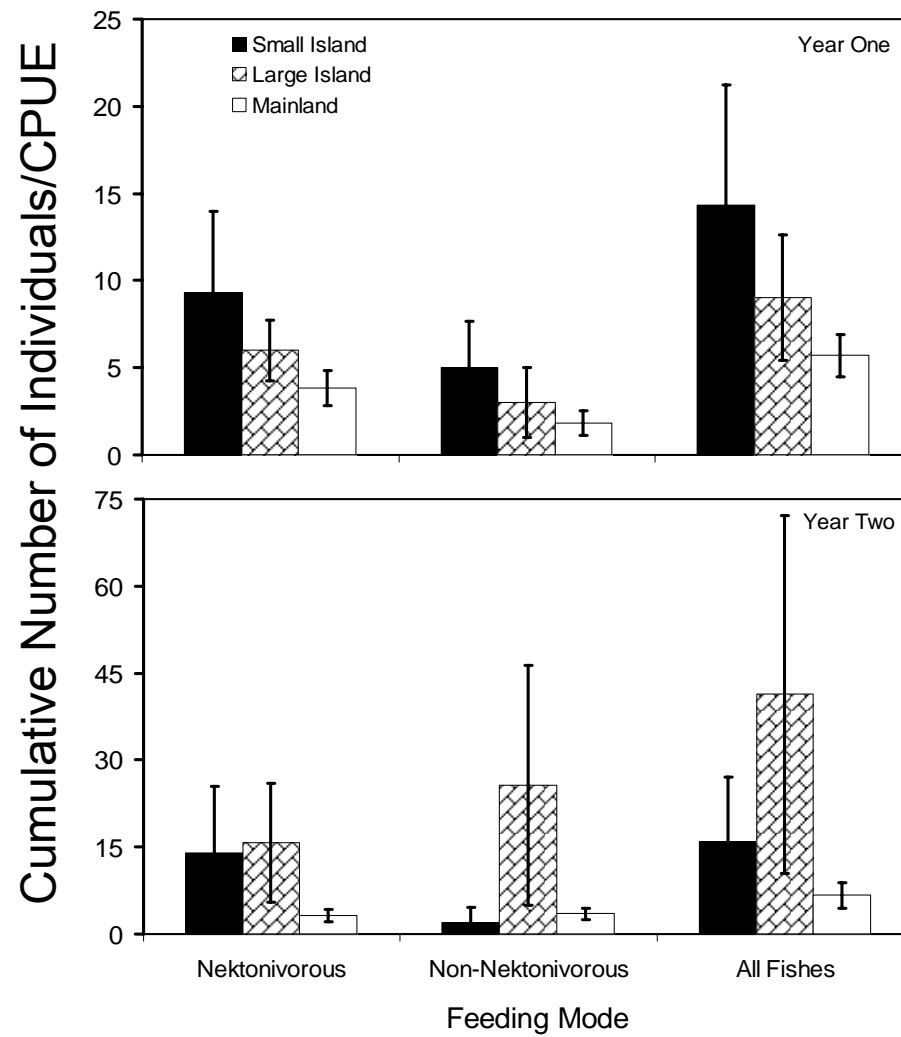 Cumulative Number of Individuals/CPUE
25
20
15
10
5
0
Small Island
Large Island
Mainland
Year One
75
60
45
30
15
0
Year Two
Nektonivorous Non-Nektonivorous All Fishes
Feeding Mode